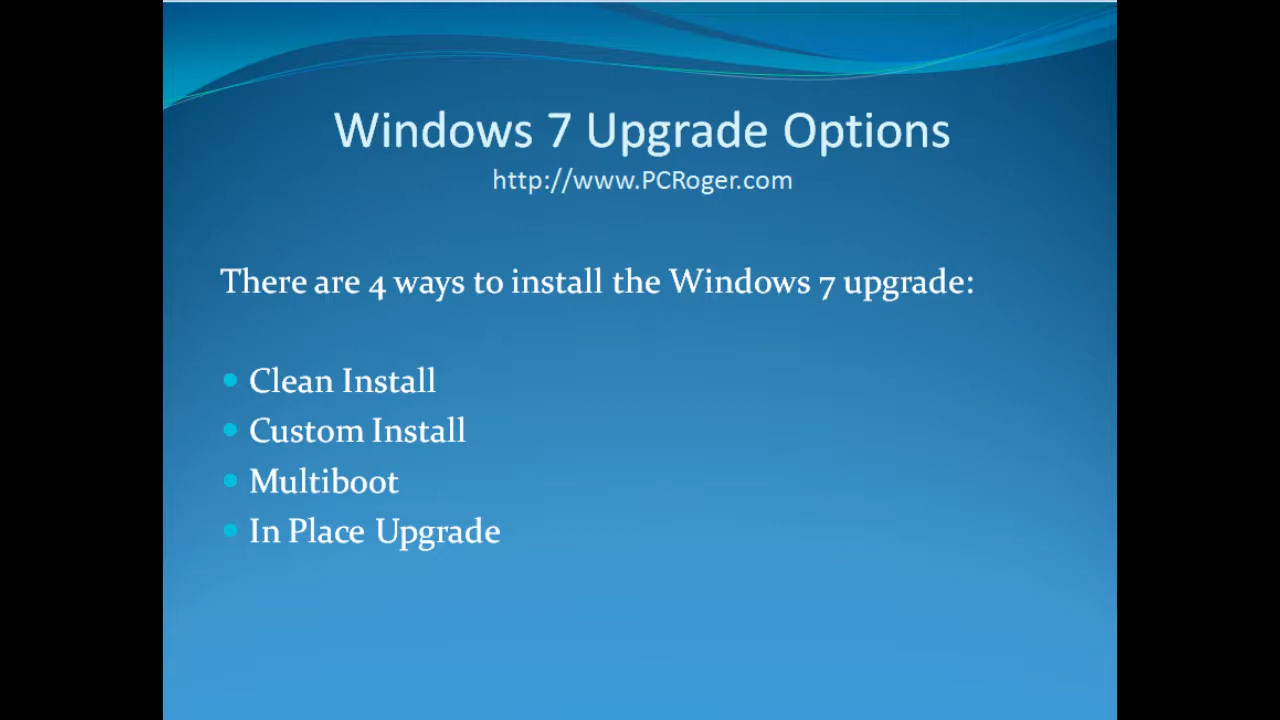 Windows 7 Upgrade Options
http://www.PCRoger.com
There are 4 ways to install the Windows 7 upgrade:
Clean Install
Custom Install
Multiboot
In Place Upgrade